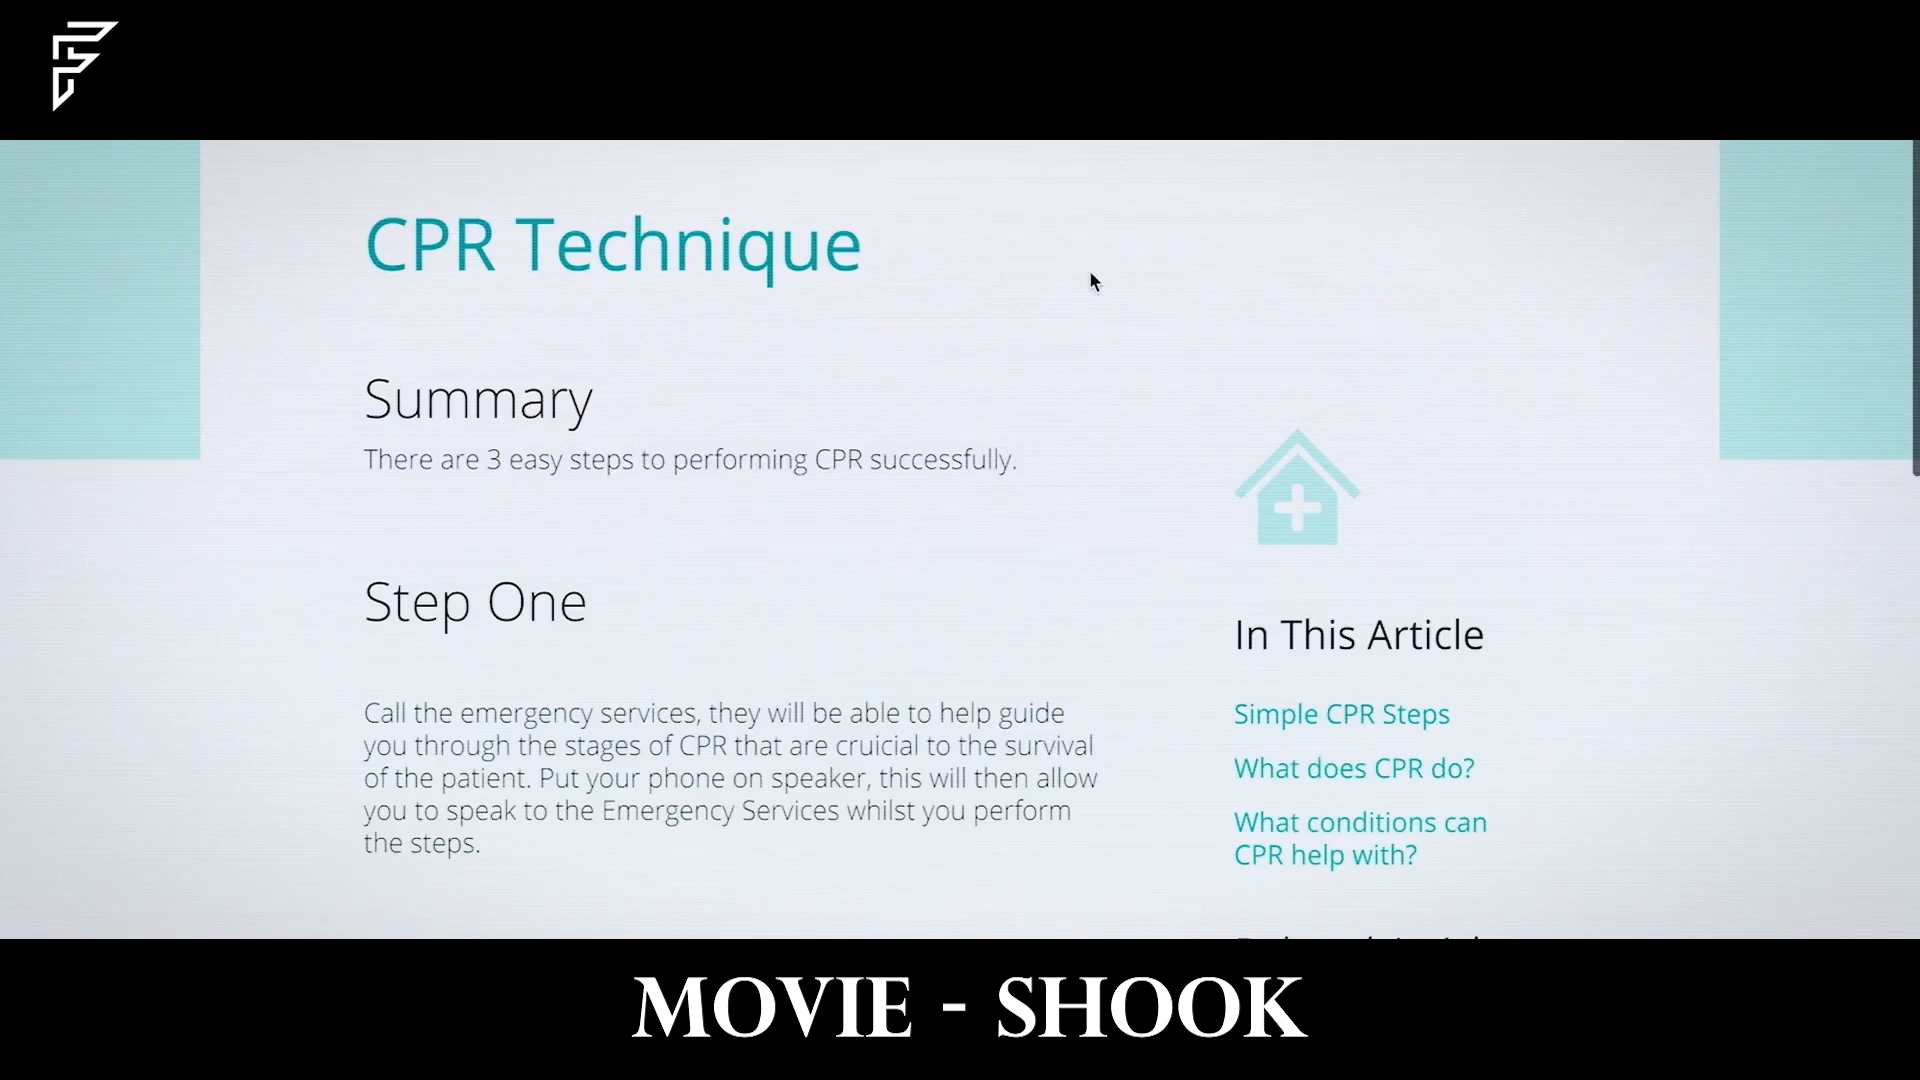 CPR Technique
Summary
There are 3 easy steps to performing CPR successfully.
Step One
Call the emergency services, they will be able to help guide
you through the stages of CPR that are cruicial to the survival
of the patient. Put your phone on speaker, this will then allow
you to speak to the Emergency Services whilst you perform
the steps.
In This Article
Simple CPR Steps
What does CPR do?
What conditions can
CPR help with?
MOVIE - SHOOK